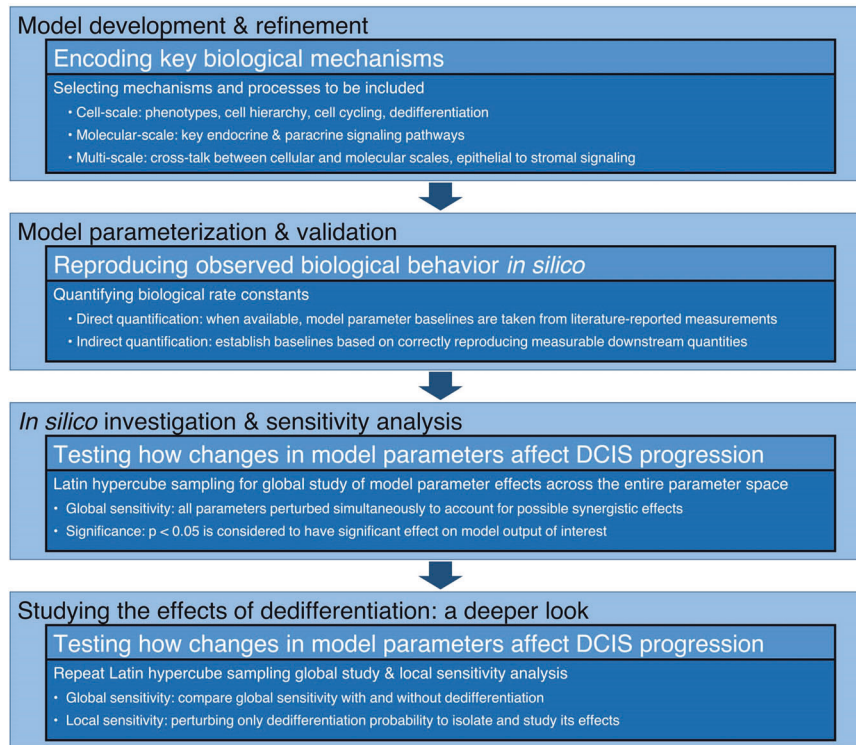 Model development & refinement
Encoding key biological mechanisms
Selecting mechanisms and processes to be included
• Cell-scale: phenotypes, cell hierarchy, cell cycling, dedifferentiation
• Molecular-scale: key endocrine & paracrine signaling pathways
• Multi-scale: cross-talk between cellular and molecular scales, epithelial to stromal signaling
Model parameterization & validation
Reproducing observed biological behavior in silico
Quantifying biological rate constants
• Direct quantification: when available, model parameter baselines are taken from literature-reported measurements
• Indirect quantification: establish baselines based on correctly reproducing measurable downstream quantities
In silico investigation & sensitivity analysis
Testing how changes in model parameters affect DCIS progression
Latin hypercube sampling for global study of model parameter effects across the entire parameter space
• Global sensitivity: all parameters perturbed simultaneously to account for possible synergistic effects
• Significance: p < 0.05 is considered to have significant effect on model output of interest
Studying the effects of dedifferentiation: a deeper look
Testing how changes in model parameters affect DCIS progression
Repeat Latin hypercube sampling global study & local sensitivity analysis
• Global sensitivity: compare global sensitivity with and without dedifferentiation
• Local sensitivity: perturbing only dedifferentiation probability to isolate and study its effects